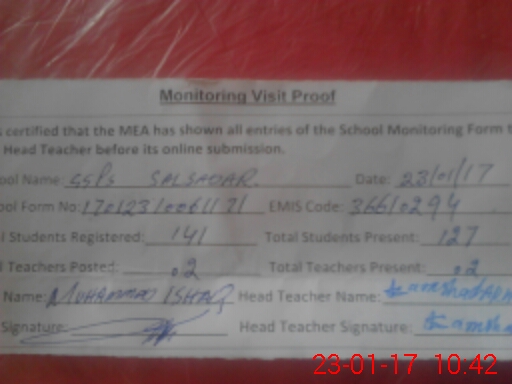 Monitoring Visit Proof
s certified that the MEA has shown all entries of the School Monitoring Form t
Head Teacher before its online submission.
ool Name: GSPS SALSADAR Date: 23/01/17
ool Form No: EMIS Code: 36610294
l Students Registered: 141 Total Students Present: 127
l Teachers Posted: 02 Total Teachers Present: 02
Name: MUHAMMAD ISHAQ Head Teacher Name:
Signature: Head Teacher Signature:
23-01-17 10:42